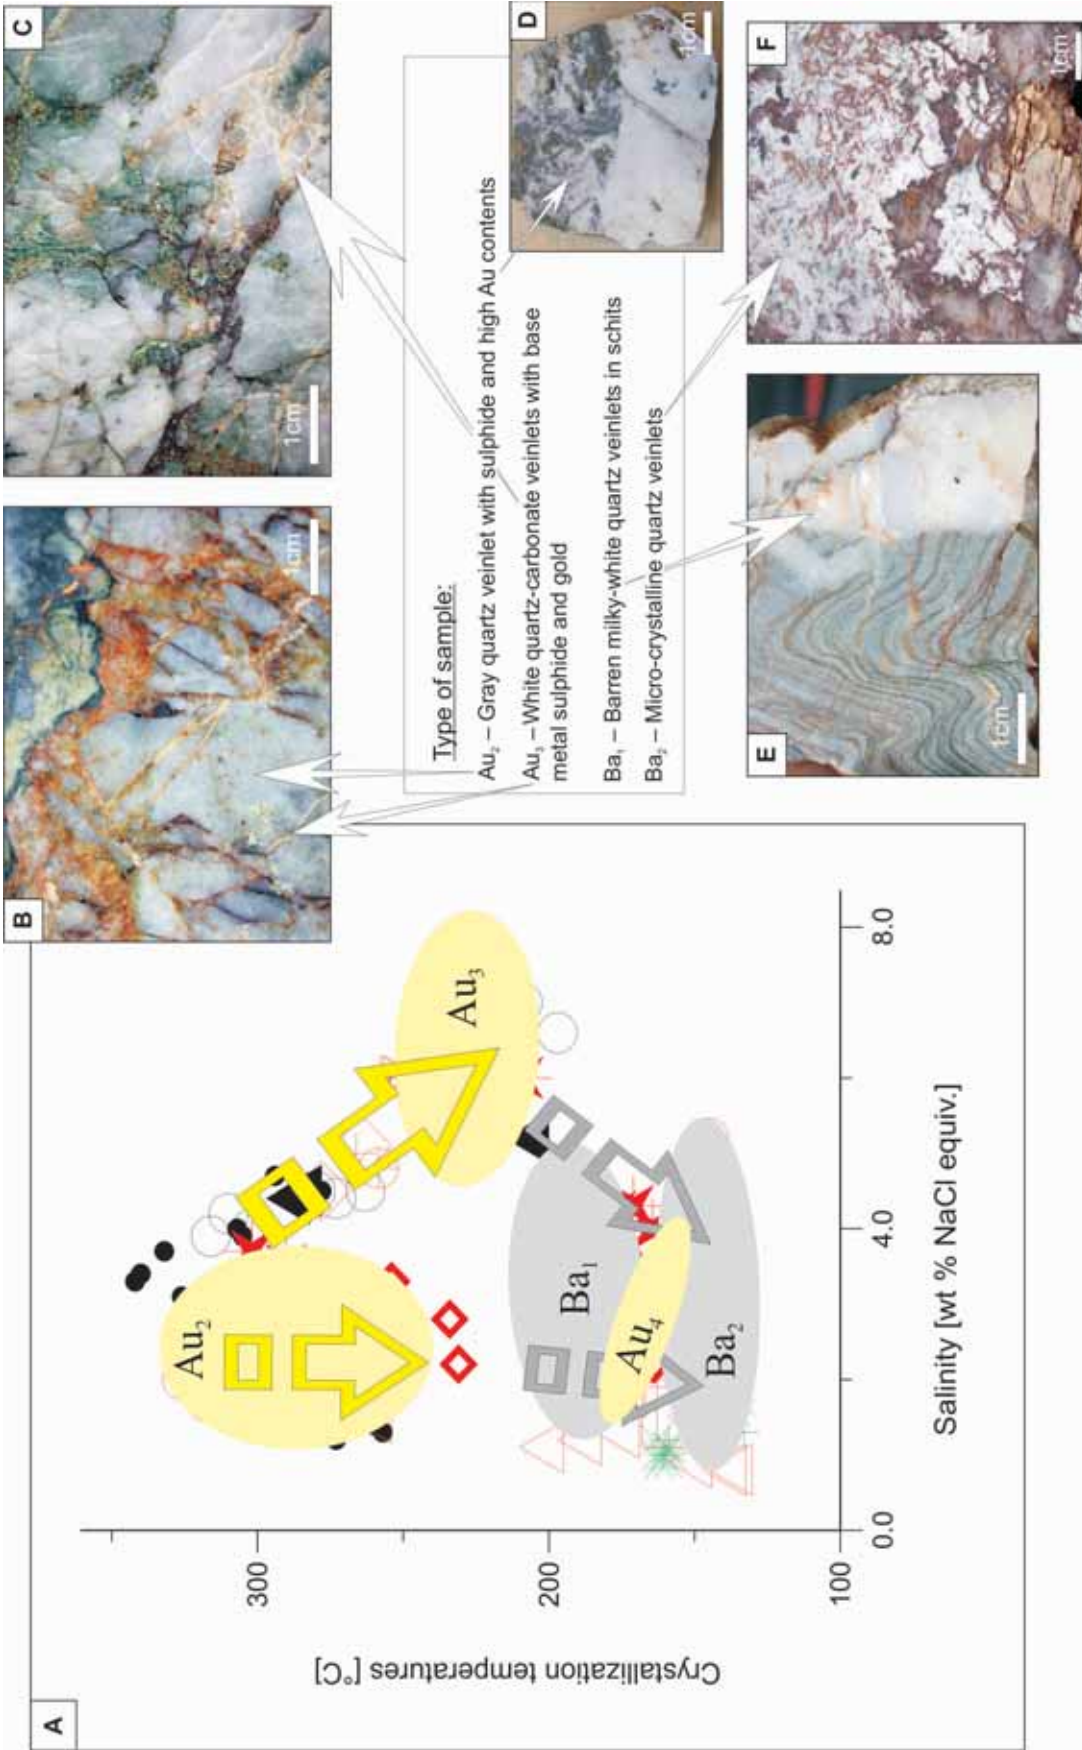 A
Crystallization temperatures [°C]
300
200
100
0.0
4.0
8.0
Salinity [wt % NaCl equiv.]
Au₂
Au₃
Ba₁
Au₄
Ba₂
B
1cm
C
1cm
Type of sample:
Au₂ – Gray quartz veinlet with sulphide and high Au contents
Au₃ – White quartz-carbonate veinlets with base
metal sulphide and gold
Ba₁ – Barren milky-white quartz veinlets in schits
Ba₂ – Micro-crystalline quartz veinlets
D
1cm
E
1cm
F
1cm